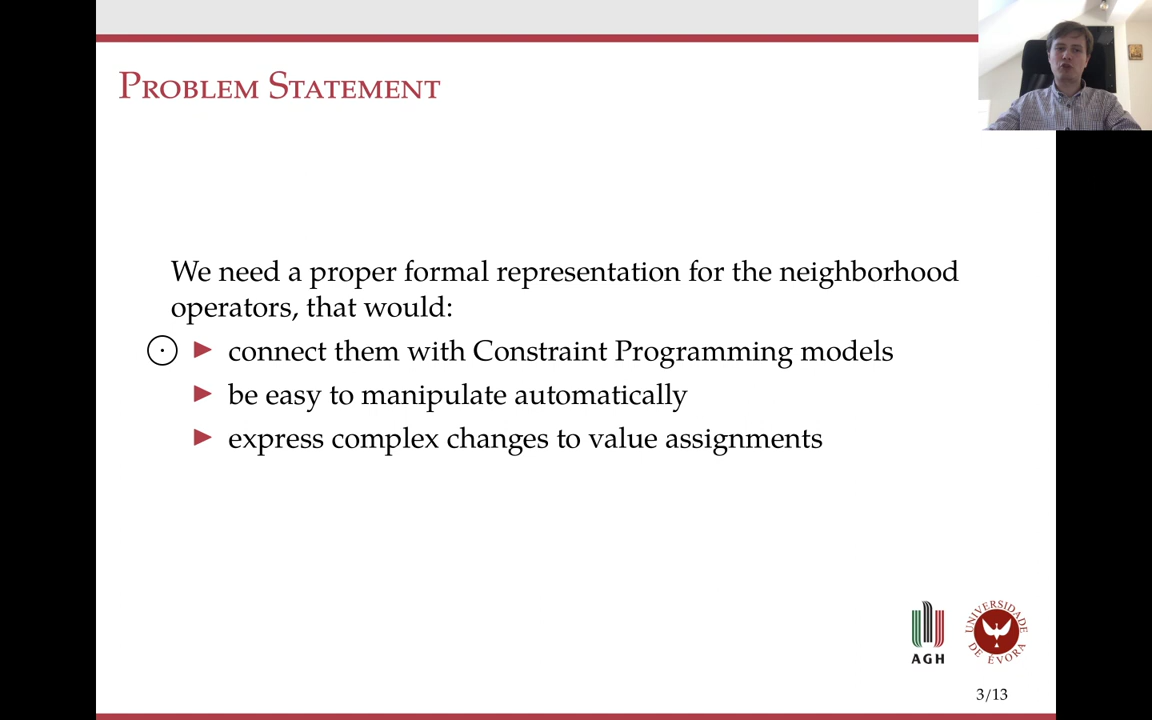 Problem Statement
We need a proper formal representation for the neighborhood
operators, that would:
▶ connect them with Constraint Programming models
▶ be easy to manipulate automatically
▶ express complex changes to value assignments
AGH
UNIVERSIDADE
DE ÉVORA
3/13